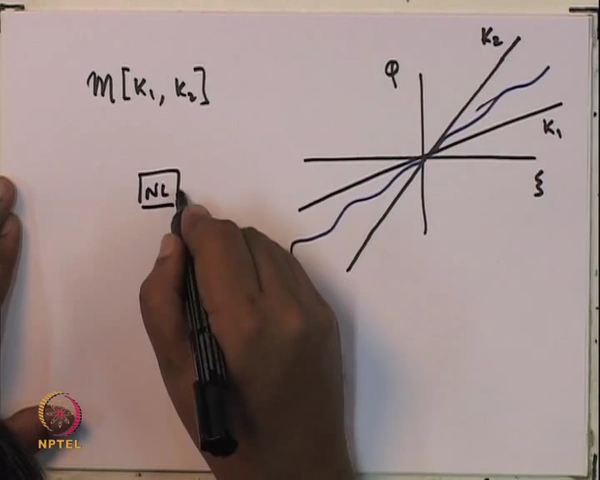 m[K₁, K₂]
φ
K₂
K₁
ξ
NL
NPTEL